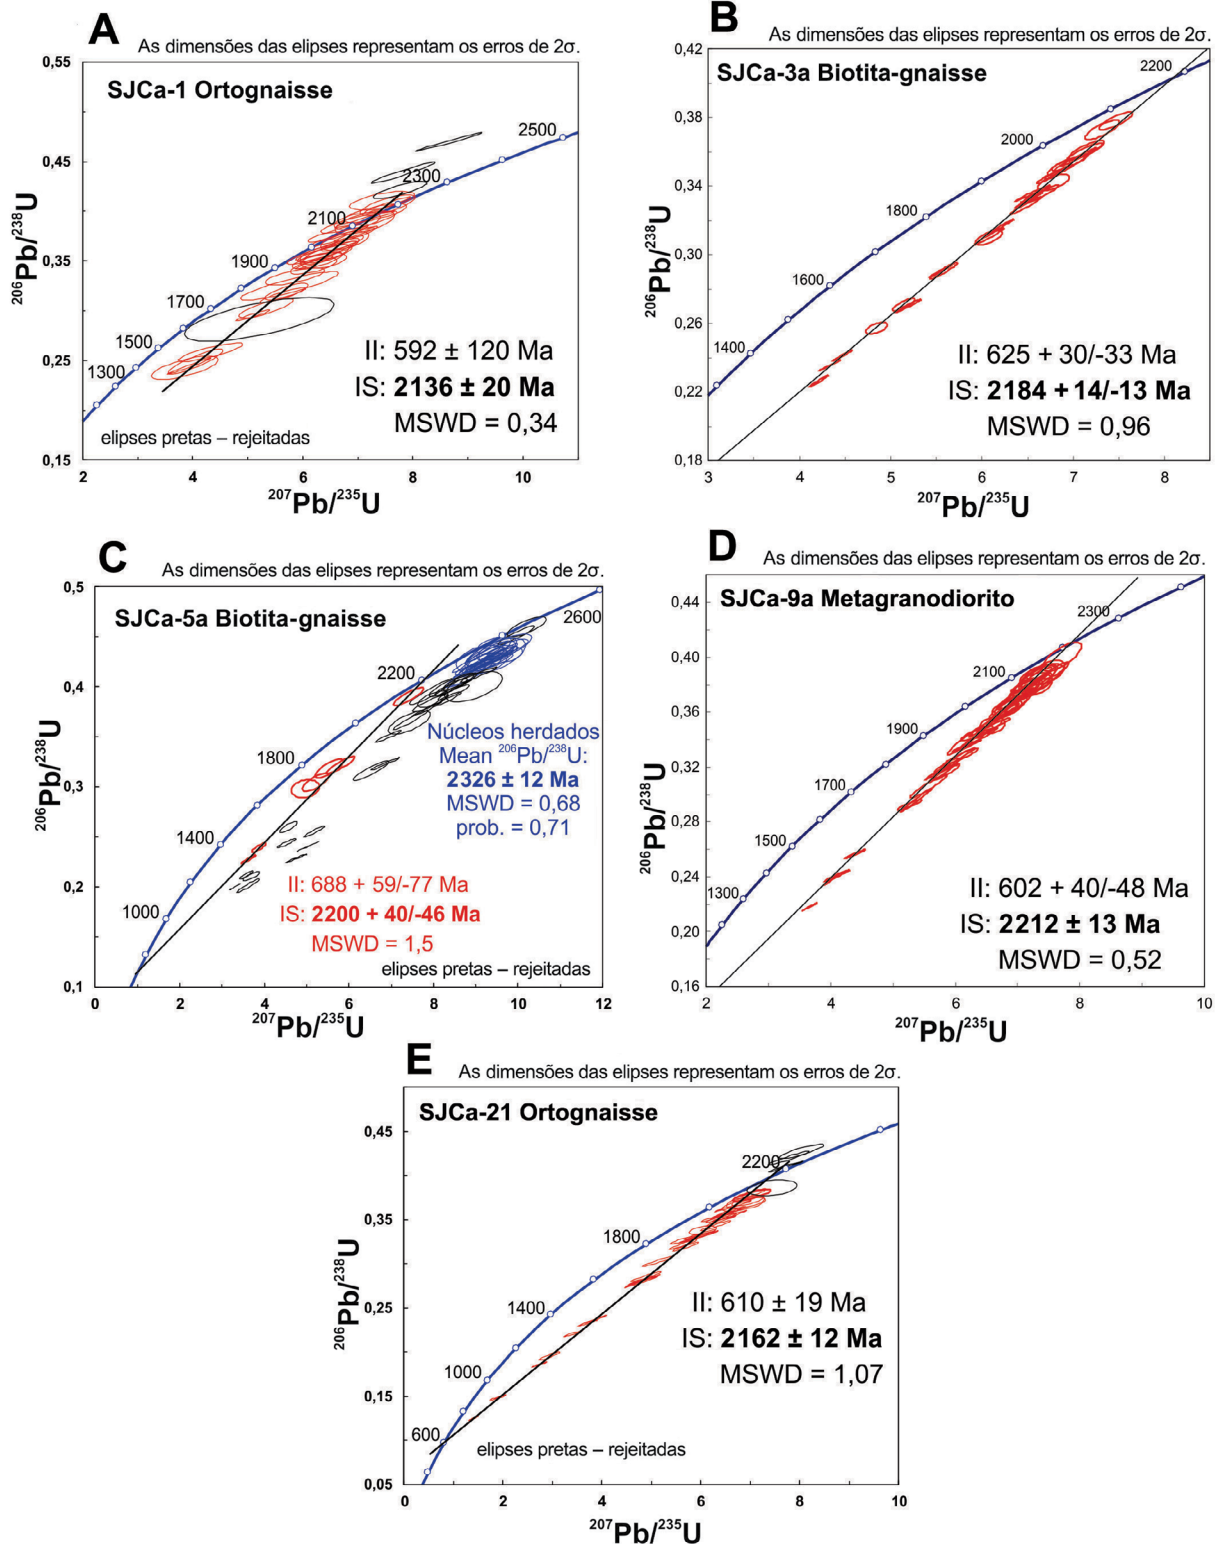 A
As dimensões das elipses representam os erros de 2σ.
SJCa-1 Ortognaisse
0,55
0,45
0,35
0,25
0,15
206Pb/238U
2500
2300
2100
1900
1700
1500
1300
II: 592 ± 120 Ma
IS: 2136 ± 20 Ma
MSWD = 0,34
elipses pretas – rejeitadas
2 4 6 8 10
207Pb/235U
B
As dimensões das elipses representam os erros de 2σ.
SJCa-3a Biotita-gnaisse
0,42
0,38
0,34
0,30
0,26
0,22
0,18
206Pb/238U
2200
2000
1800
1600
1400
II: 625 + 30/-33 Ma
IS: 2184 + 14/-13 Ma
MSWD = 0,96
3 4 5 6 7 8
207Pb/235U
C
As dimensões das elipses representam os erros de 2σ.
SJCa-5a Biotita-gnaisse
0,5
0,4
0,3
0,2
0,1
206Pb/238U
2600
2200
1800
1400
1000
Núcleos herdados
Mean 206Pb/238U:
2326 ± 12 Ma
MSWD = 0,68
prob. = 0,71
II: 688 + 59/-77 Ma
IS: 2200 + 40/-46 Ma
MSWD = 1,5
elipses pretas – rejeitadas
0 2 4 6 8 10 12
207Pb/235U
D
As dimensões das elipses representam os erros de 2σ.
SJCa-9a Metagranodiorito
0,44
0,40
0,36
0,32
0,28
0,24
0,20
0,16
206Pb/238U
2300
2100
1900
1700
1500
1300
II: 602 + 40/-48 Ma
IS: 2212 ± 13 Ma
MSWD = 0,52
2 4 6 8 10
207Pb/235U
E
As dimensões das elipses representam os erros de 2σ.
SJCa-21 Ortognaisse
0,45
0,35
0,25
0,15
0,05
206Pb/238U
2200
1800
1400
1000
600
II: 610 ± 19 Ma
IS: 2162 ± 12 Ma
MSWD = 1,07
elipses pretas – rejeitadas
0 2 4 6 8 10
207Pb/235U